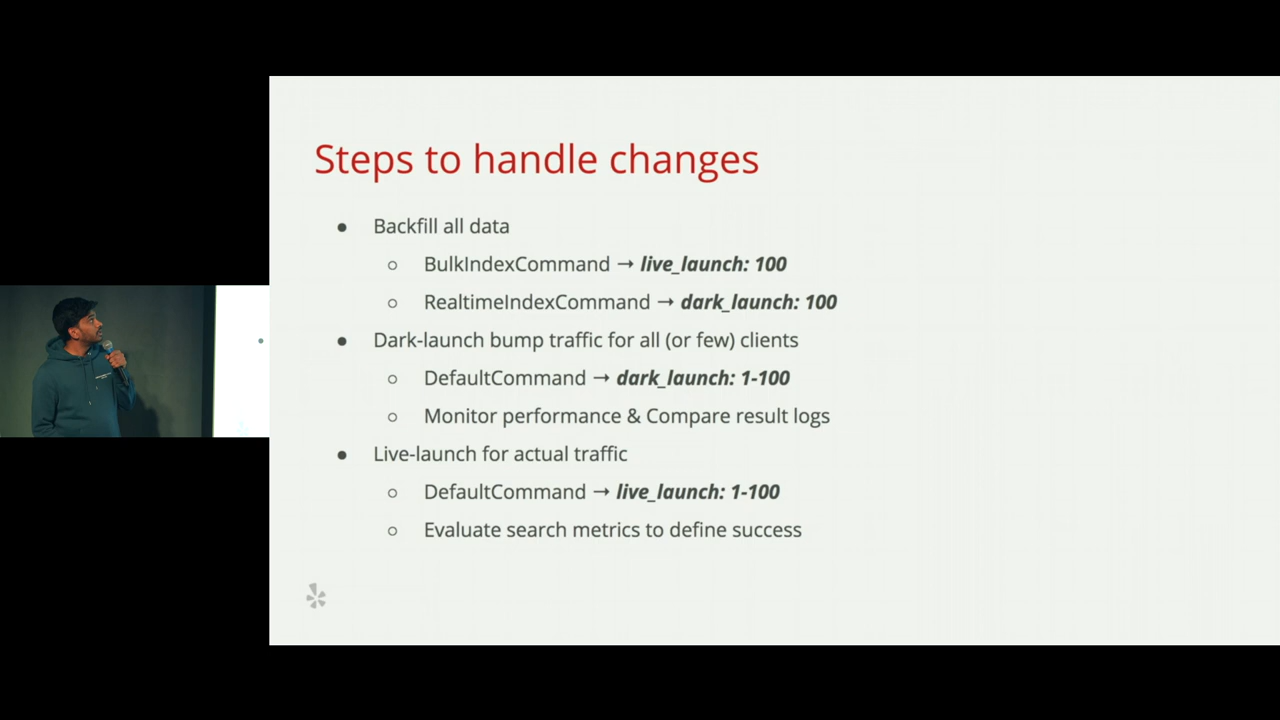 Steps to handle changes
● Backfill all data
○ BulkIndexCommand → live_launch: 100
○ RealtimeIndexCommand → dark_launch: 100
● Dark-launch bump traffic for all (or few) clients
○ DefaultCommand → dark_launch: 1-100
○ Monitor performance & Compare result logs
● Live-launch for actual traffic
○ DefaultCommand → live_launch: 1-100
○ Evaluate search metrics to define success